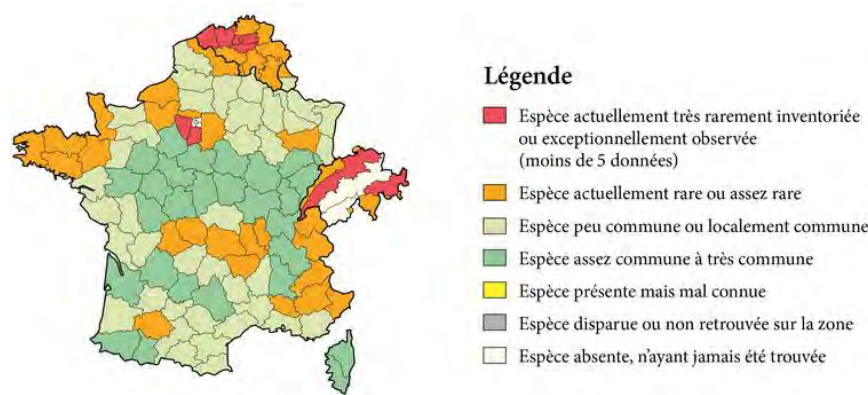 Légende
Espèce actuellement très rarement inventoriée
ou exceptionnellement observée
(moins de 5 données)
Espèce actuellement rare ou assez rare
Espèce peu commune ou localement commune
Espèce assez commune à très commune
Espèce présente mais mal connue
Espèce disparue ou non retrouvée sur la zone
Espèce absente, n'ayant jamais été trouvée